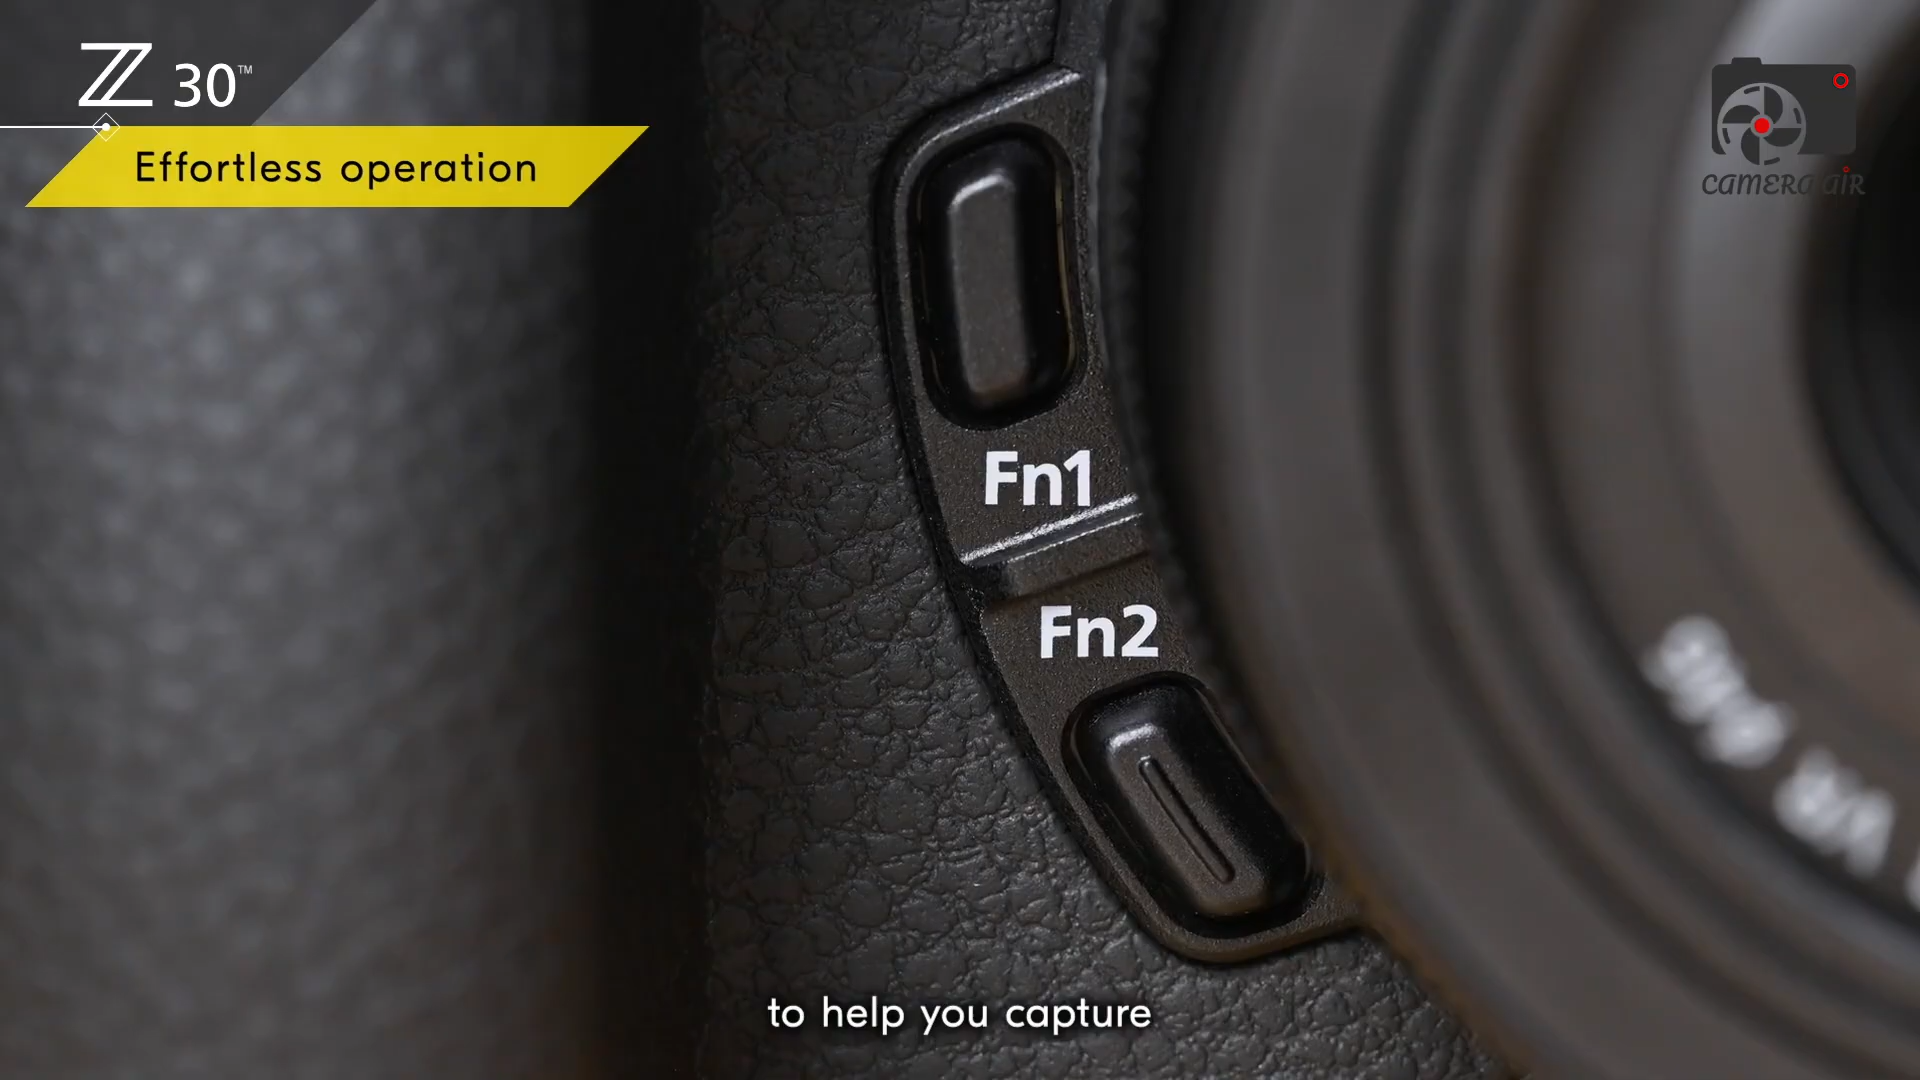 Z 30™
Effortless operation
CAMERA AIR
Fn1
Fn2
to help you capture